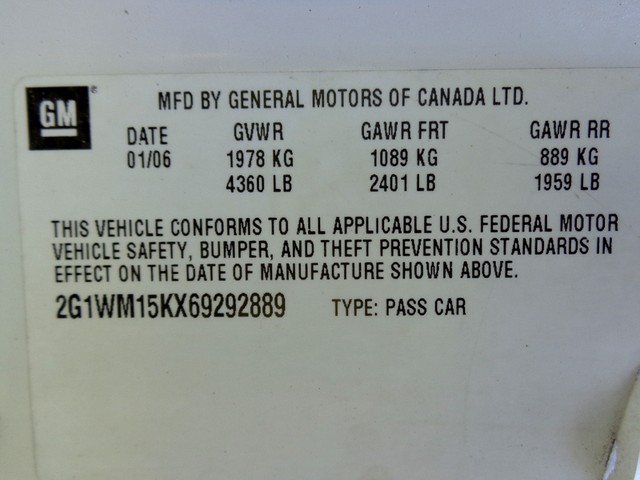 GM
MFD BY GENERAL MOTORS OF CANADA LTD.
DATE GVWR GAWR FRT GAWR RR
01/06 1978 KG 1089 KG 889 KG
4360 LB 2401 LB 1959 LB
THIS VEHICLE CONFORMS TO ALL APPLICABLE U.S. FEDERAL MOTOR
VEHICLE SAFETY, BUMPER, AND THEFT PREVENTION STANDARDS IN
EFFECT ON THE DATE OF MANUFACTURE SHOWN ABOVE.
2G1WM15KX69292889 TYPE: PASS CAR